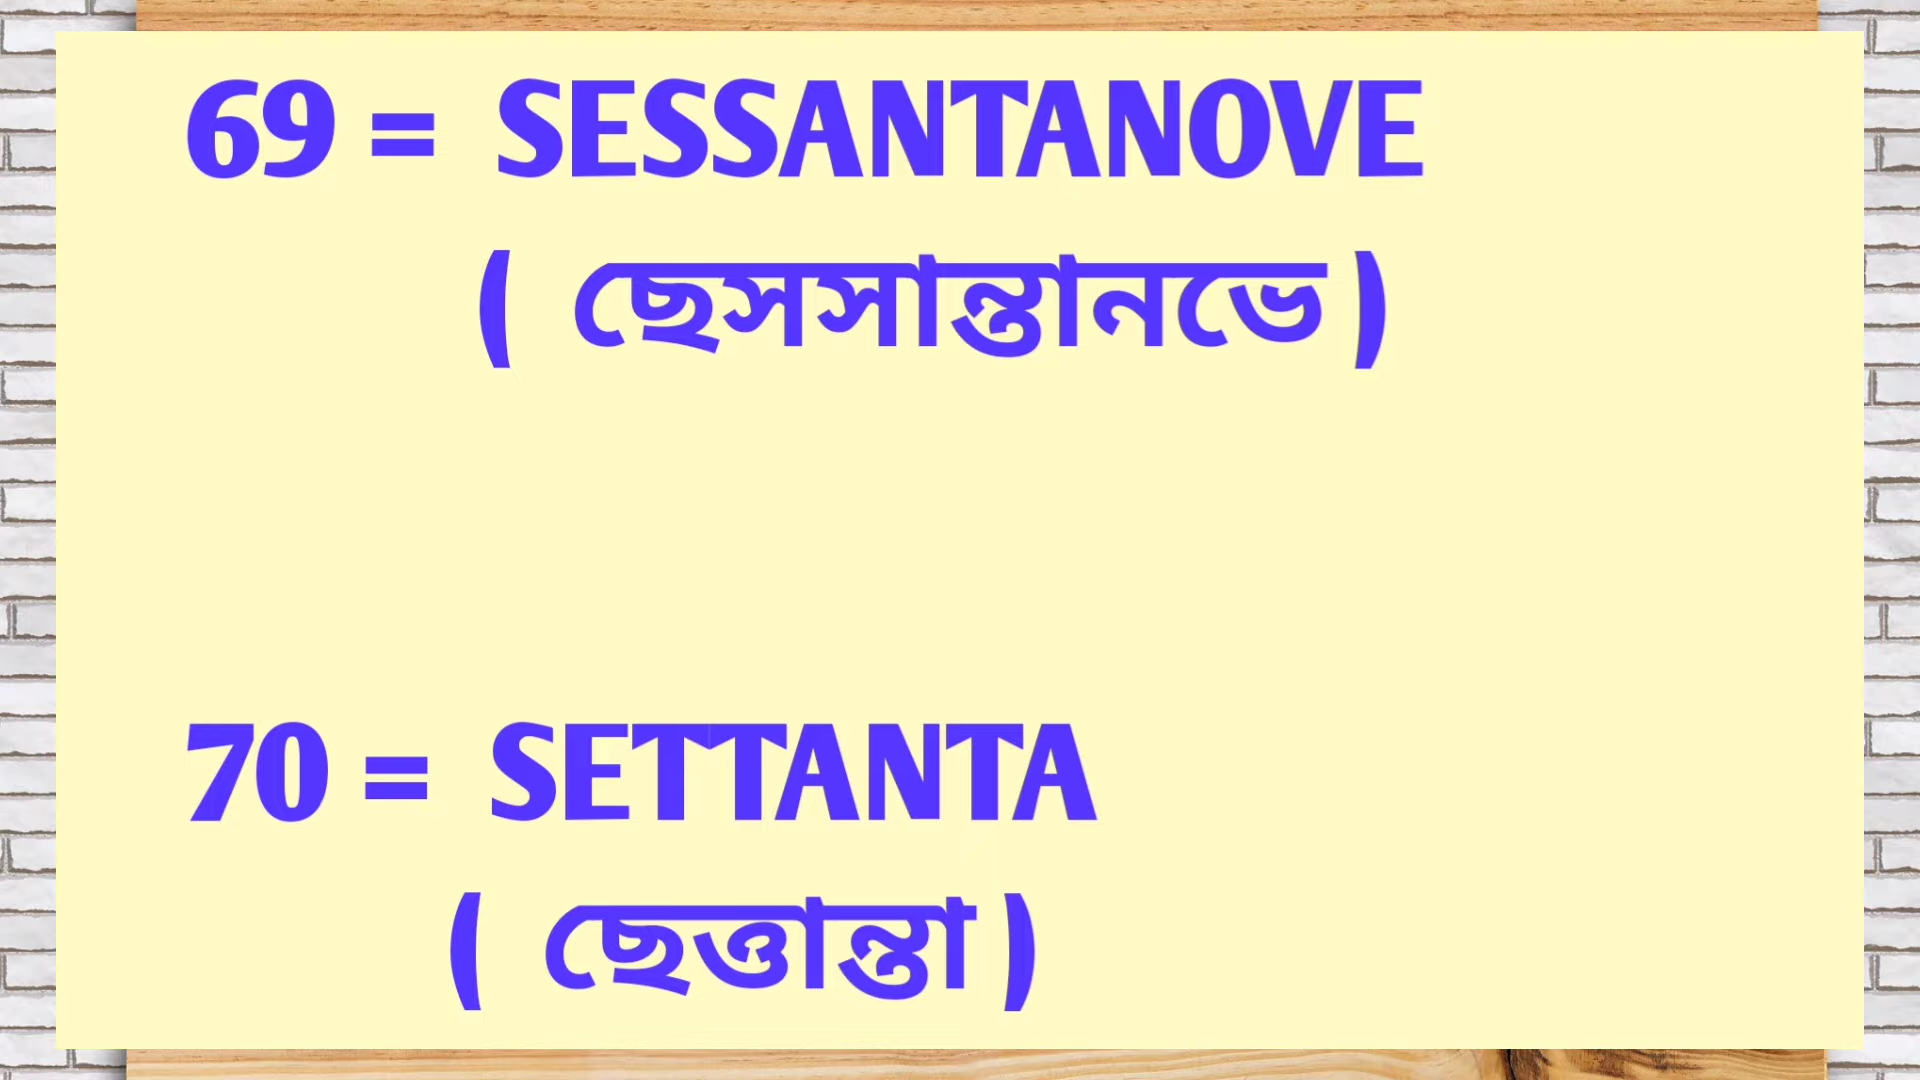 69 = SESSANTANOVE
( ছেসসান্তানভে )
70 = SETTANTA
( ছেত্তান্তা )